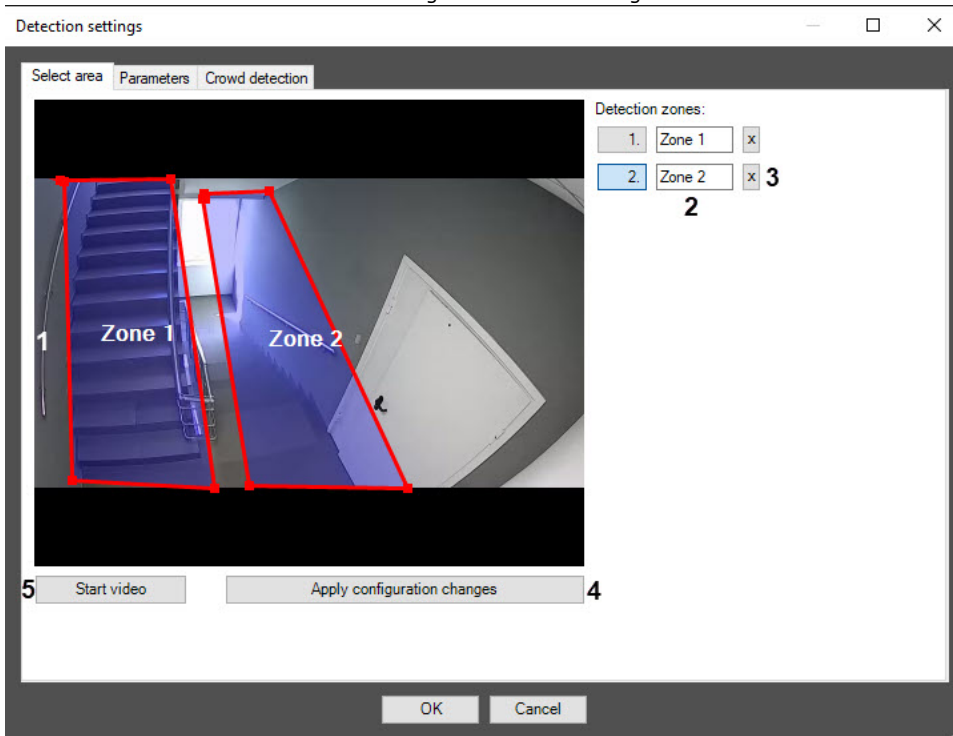 Detection settings
Select area Parameters Crowd detection
Detection zones:
1. Zone 1 x
2. Zone 2 x 3
2
1 Zone 1 Zone 2
5 Start video Apply configuration changes 4
OK Cancel